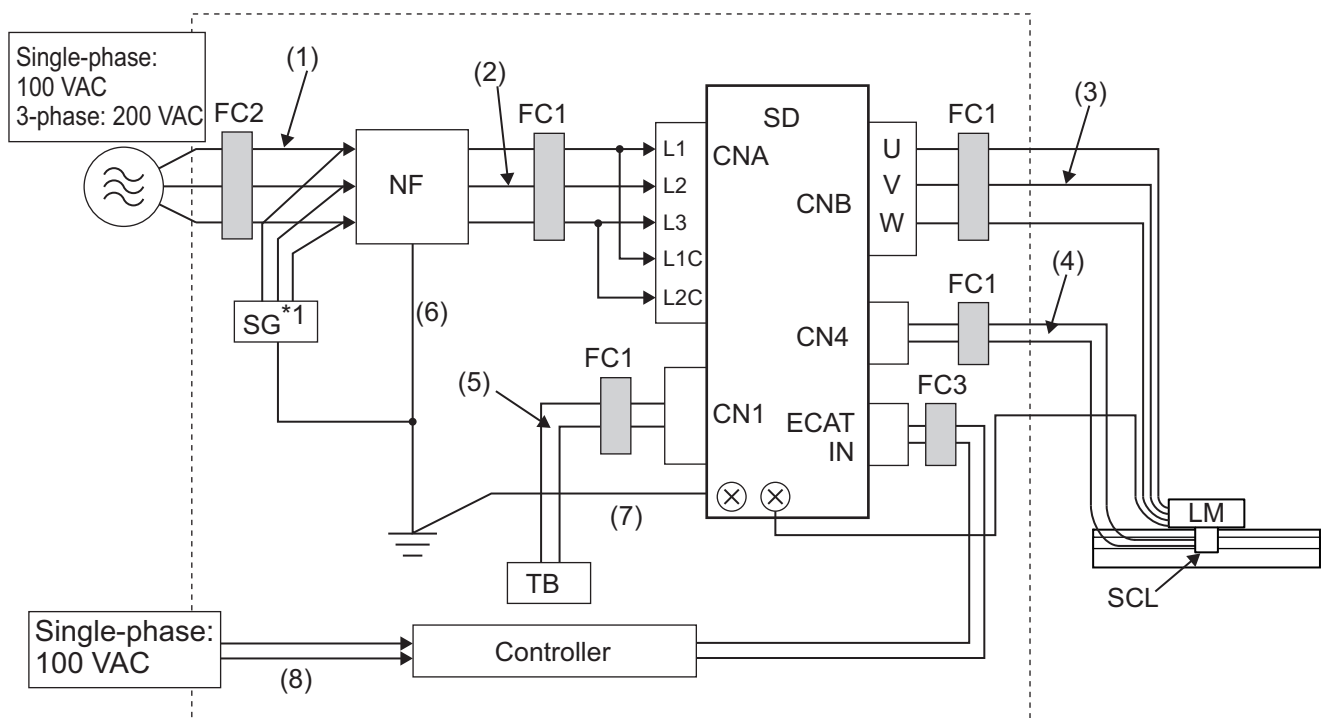 Single-phase:
100 VAC
3-phase: 200 VAC
(1)
FC2
(2)
FC1
NF
SG*1
(6)
SD
CNA
L1
L2
L3
L1C
L2C
CNB
U
V
W
FC1
(3)
(4)
FC1
CN4
FC1
(5)
CN1
ECAT
IN
FC3
(7)
TB
LM
SCL
Single-phase:
100 VAC
(8)
Controller